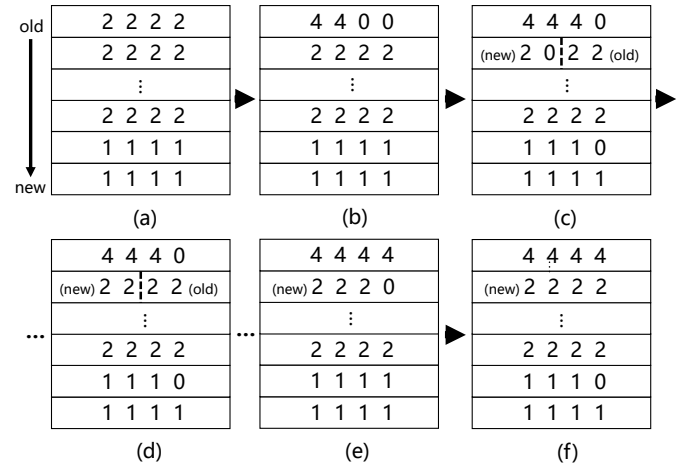 old
new
2 2 2 2
2 2 2 2
⋮
2 2 2 2
1 1 1 1
1 1 1 1
(a)
4 4 0 0
2 2 2 2
⋮
2 2 2 2
1 1 1 1
1 1 1 1
(b)
4 4 4 0
(new) 2 0 2 2 (old)
⋮
2 2 2 2
1 1 1 0
1 1 1 1
(c)
...
4 4 4 0
(new) 2 2 2 2 (old)
⋮
2 2 2 2
1 1 1 0
1 1 1 1
(d)
...
4 4 4 4
(new) 2 2 2 0
⋮
2 2 2 2
1 1 1 1
1 1 1 1
(e)
4 4 4 4
(new) 2 2 2 2
⋮
2 2 2 2
1 1 1 0
1 1 1 1
(f)